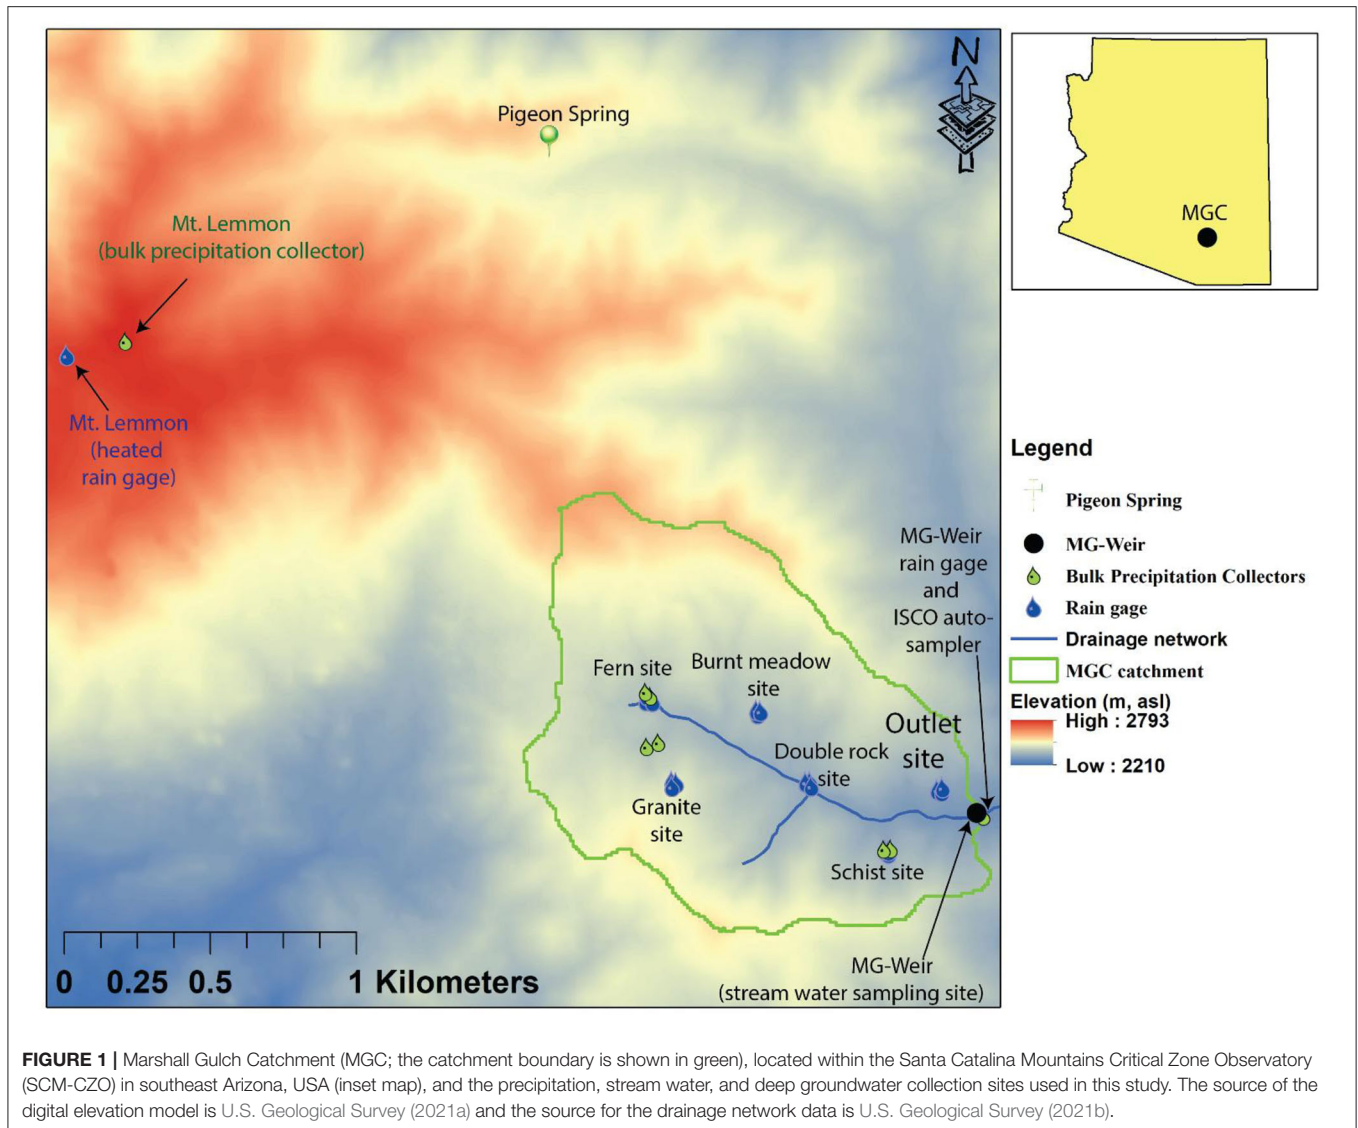 N
Pigeon Spring
Mt. Lemmon
(bulk precipitation collector)
Mt. Lemmon
(heated
rain gage)
MG-Weir
rain gage
and
ISCO auto-
sampler
Fern site
Burnt meadow
site
Outlet
site
Double rock
site
Granite
site
Schist site
MG-Weir
(stream water sampling site)
0 0.25 0.5 1 Kilometers
MGC
Legend
Pigeon Spring
MG-Weir
Bulk Precipitation Collectors
Rain gage
Drainage network
MGC catchment
Elevation (m, asl)
High : 2793
Low : 2210
FIGURE 1 | Marshall Gulch Catchment (MGC; the catchment boundary is shown in green), located within the Santa Catalina Mountains Critical Zone Observatory
(SCM-CZO) in southeast Arizona, USA (inset map), and the precipitation, stream water, and deep groundwater collection sites used in this study. The source of the
digital elevation model is U.S. Geological Survey (2021a) and the source for the drainage network data is U.S. Geological Survey (2021b).